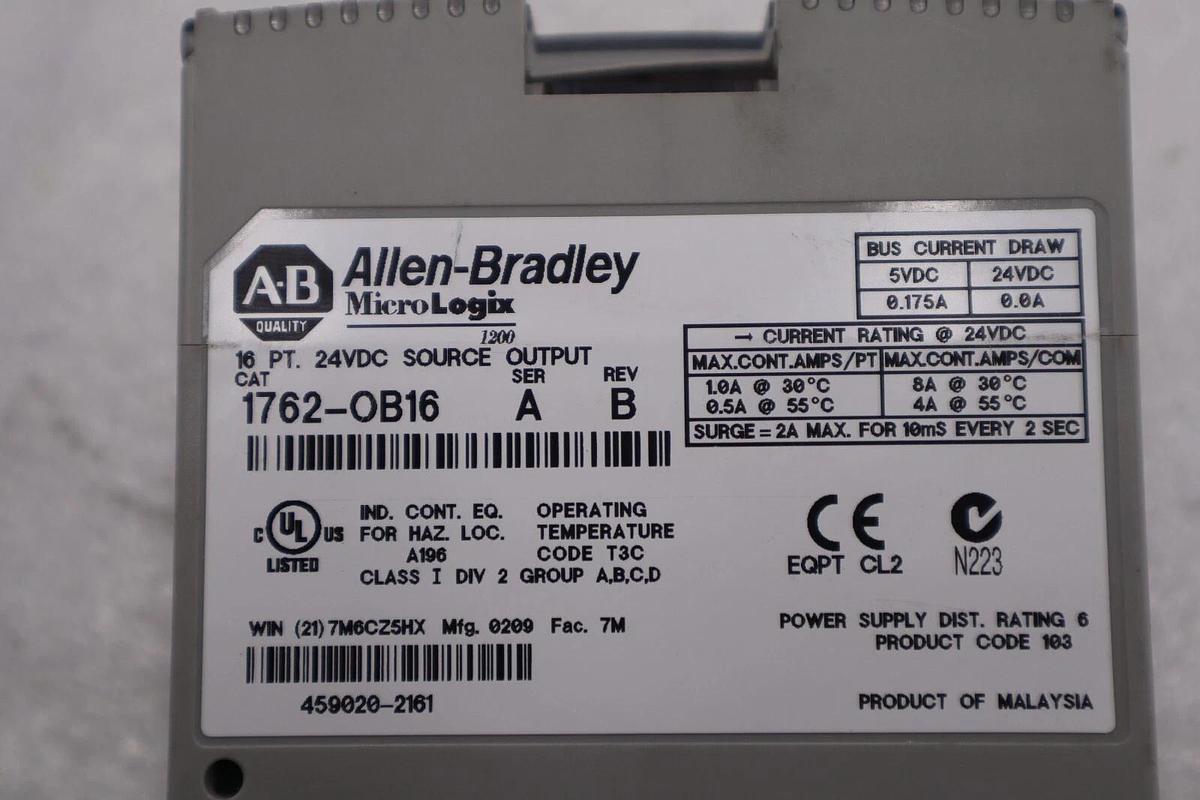 A·B
QUALITY
Allen-Bradley
MicroLogix
1200
16 PT. 24VDC SOURCE OUTPUT
CAT SER REV
1762-OB16 A B
BUS CURRENT DRAW
5VDC 24VDC
0.175A 0.0A
→ CURRENT RATING @ 24VDC
MAX.CONT.AMPS/PT MAX.CONT.AMPS/COM
1.0A @ 30°C 8A @ 30°C
0.5A @ 55°C 4A @ 55°C
SURGE = 2A MAX. FOR 10mS EVERY 2 SEC
C UL US
LISTED
IND. CONT. EQ.
FOR HAZ. LOC.
A196
OPERATING
TEMPERATURE
CODE T3C
CLASS I DIV 2 GROUP A,B,C,D
CE
EQPT CL2
N223
WIN (21) 7M6CZ5HX Mfg. 0209 Fac. 7M
459020-2161
POWER SUPPLY DIST. RATING 6
PRODUCT CODE 103
PRODUCT OF MALAYSIA